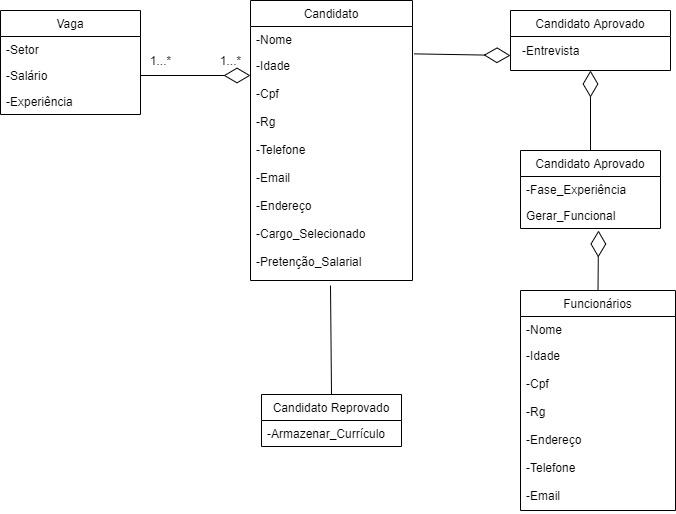 Vaga
-Setor
-Salário
-Experiência
1...*
1...*
Candidato
-Nome
-Idade
-Cpf
-Rg
-Telefone
-Email
-Endereço
-Cargo_Selecionado
-Pretenção_Salarial
Candidato Aprovado
-Entrevista
Candidato Aprovado
-Fase_Experiência
Gerar_Funcional
Funcionários
-Nome
-Idade
-Cpf
-Rg
-Endereço
-Telefone
-Email
Candidato Reprovado
-Armazenar_Currículo